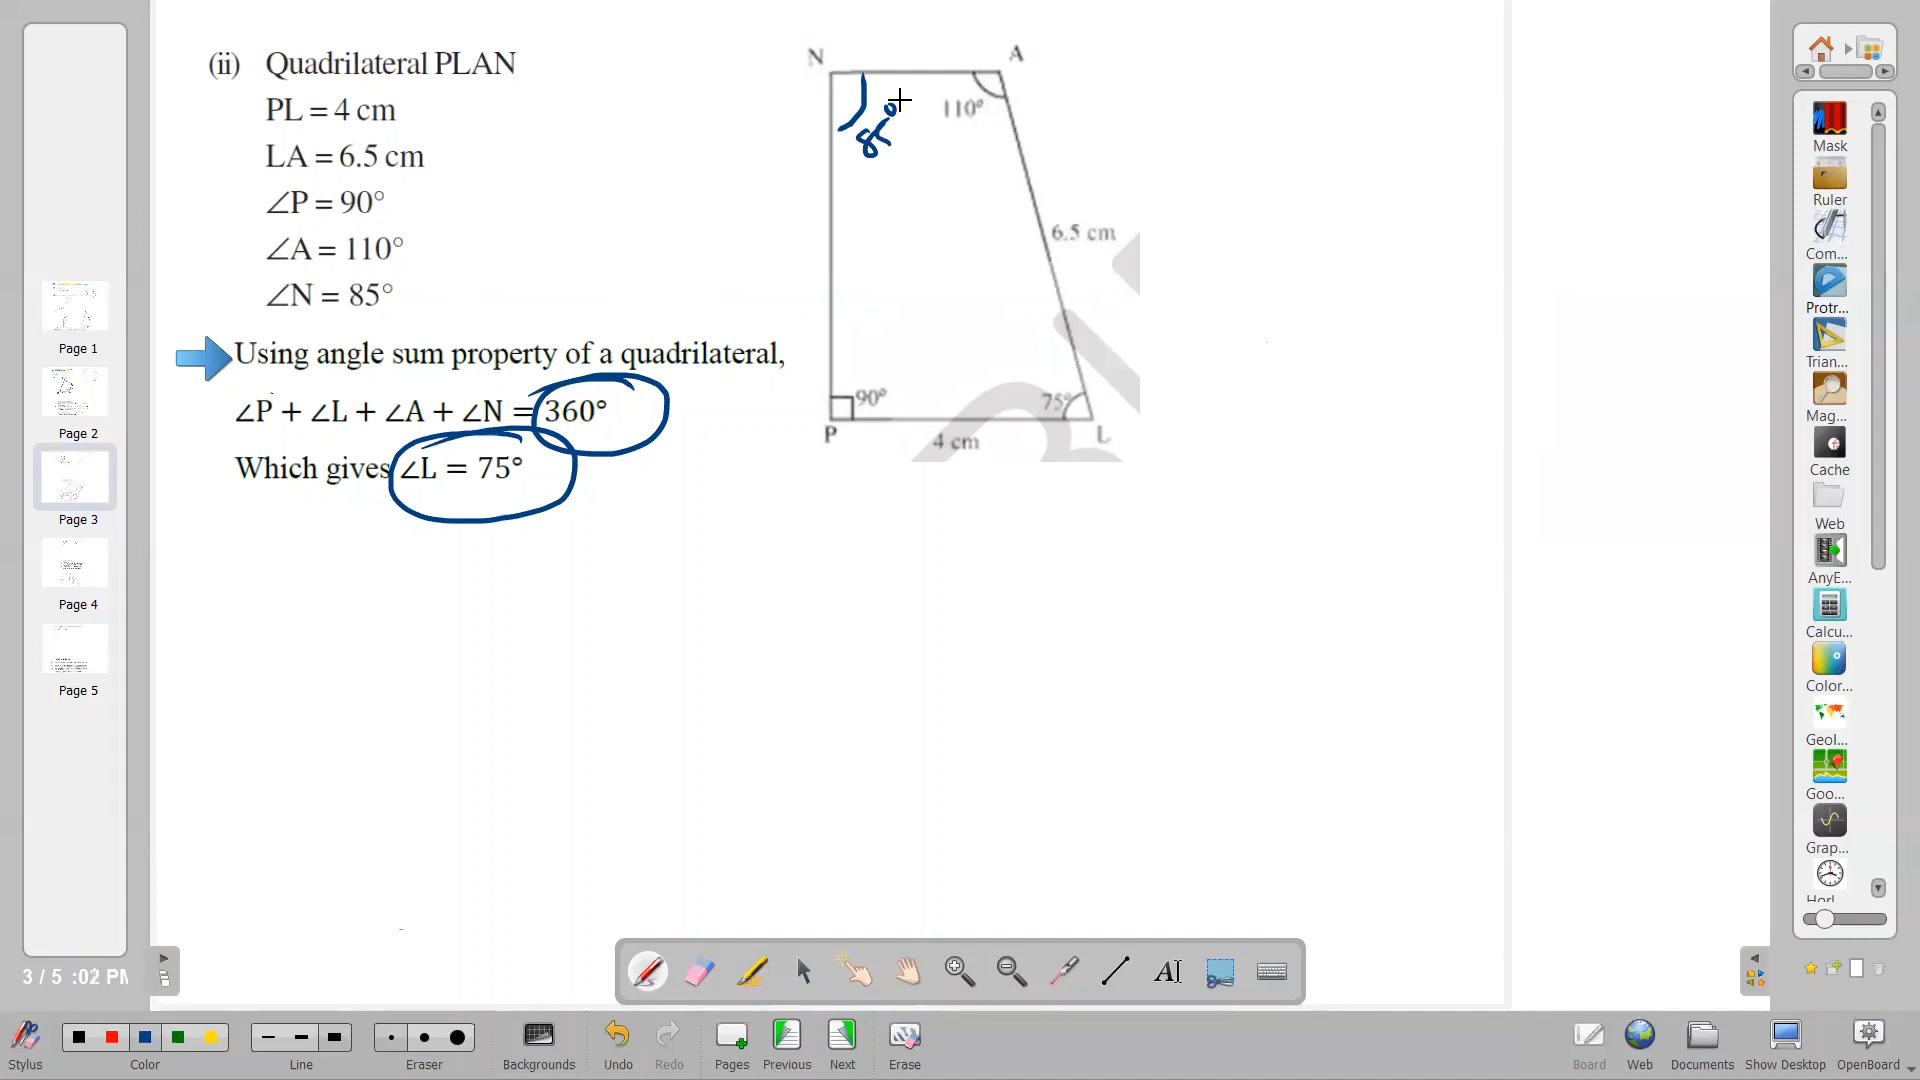 (ii) Quadrilateral PLAN
PL = 4 cm
LA = 6.5 cm
∠P = 90°
∠A = 110°
∠N = 85°
Using angle sum property of a quadrilateral,
∠P + ∠L + ∠A + ∠N = 360°
Which gives ∠L = 75°
N
A
85°
110°
6.5 cm
90°
75°
P
4 cm
L
Page 1
Page 2
Page 3
Page 4
Page 5
3 / 5
:02 PM
Mask
Ruler
Com...
Protr...
Trian...
Mag...
Cache
Web
AnyE...
Calcu...
Color...
Geol...
Goo...
Grap...
Horl
Stylus
Color
Line
Eraser
Backgrounds
Undo
Redo
Pages
Previous
Next
Erase
Board
Web
Documents
Show Desktop
OpenBoard